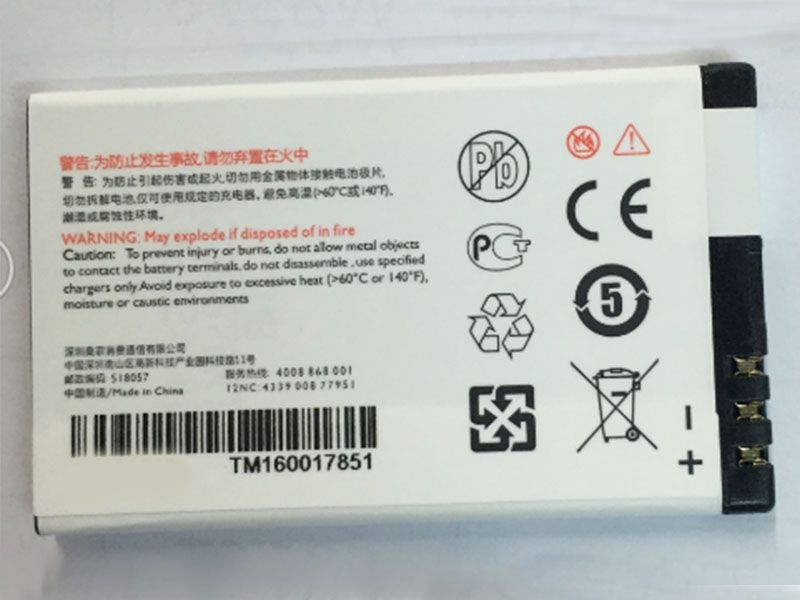 警告:为防止发生事故,请勿弃置在火中
警告:为防止引起伤害或起火,切勿用金属物体接触电池极片,
切勿拆解电池,仅可使用规定的充电器。避免高温(>60°C或140°F)、
潮湿或腐蚀性环境。
WARNING: May explode if disposed of in fire
Caution: To prevent injury or burns, do not allow metal objects
to contact the battery terminals, do not disassemble , use specified
chargers only.Avoid exposure to excessive heat (>60°C or 140°F),
moisture or caustic environments
深圳桑菲消费通信有限公司
中国深圳南山区高新科技产业园科技路11号
邮政编码: 518057 服务热线: 4008 868 001
中国制造/Made in China 12NC:4339 008 77951
TM160017851
Pb
CE
PCT
5
-
+